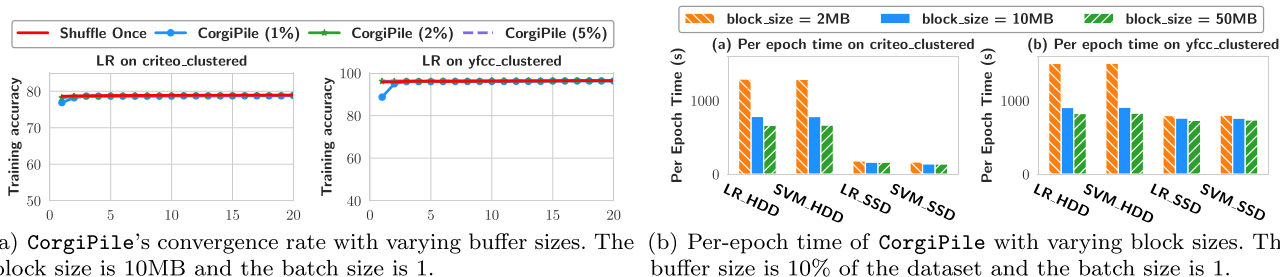 Shuffle Once CorgiPile (1%) CorgiPile (2%) CorgiPile (5%)
LR on criteo_clustered
Training accuracy
80
70
60
50
0 5 10 15 20
LR on yfcc_clustered
Training accuracy
100
80
60
40
0 5 10 15 20
a) CorgiPile's convergence rate with varying buffer sizes. The
block size is 10MB and the batch size is 1.
block_size = 2MB block_size = 10MB block_size = 50MB
(a) Per epoch time on criteo_clustered
Per Epoch Time (s)
1000
0
LR_HDD SVM_HDD LR_SSD SVM_SSD
(b) Per epoch time on yfcc_clustered
Per Epoch Time (s)
1000
0
LR_HDD SVM_HDD LR_SSD SVM_SSD
(b) Per-epoch time of CorgiPile with varying block sizes. Th
buffer size is 10% of the dataset and the batch size is 1.